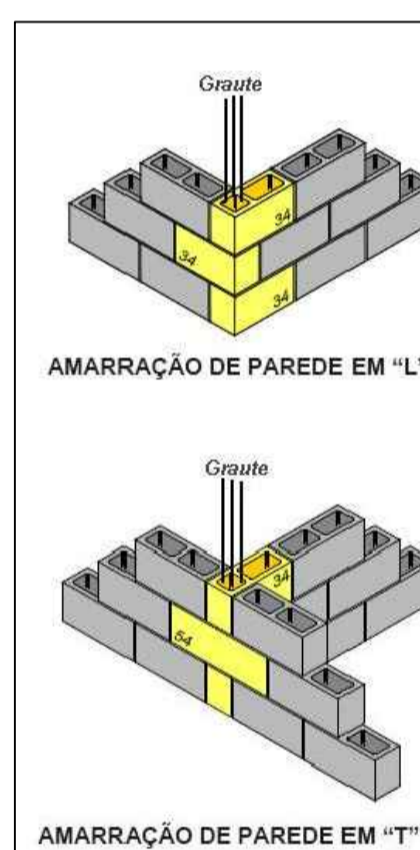 Graute
34
34
34
AMARRAÇÃO DE PAREDE EM “L”
Graute
34
54
AMARRAÇÃO DE PAREDE EM “T”